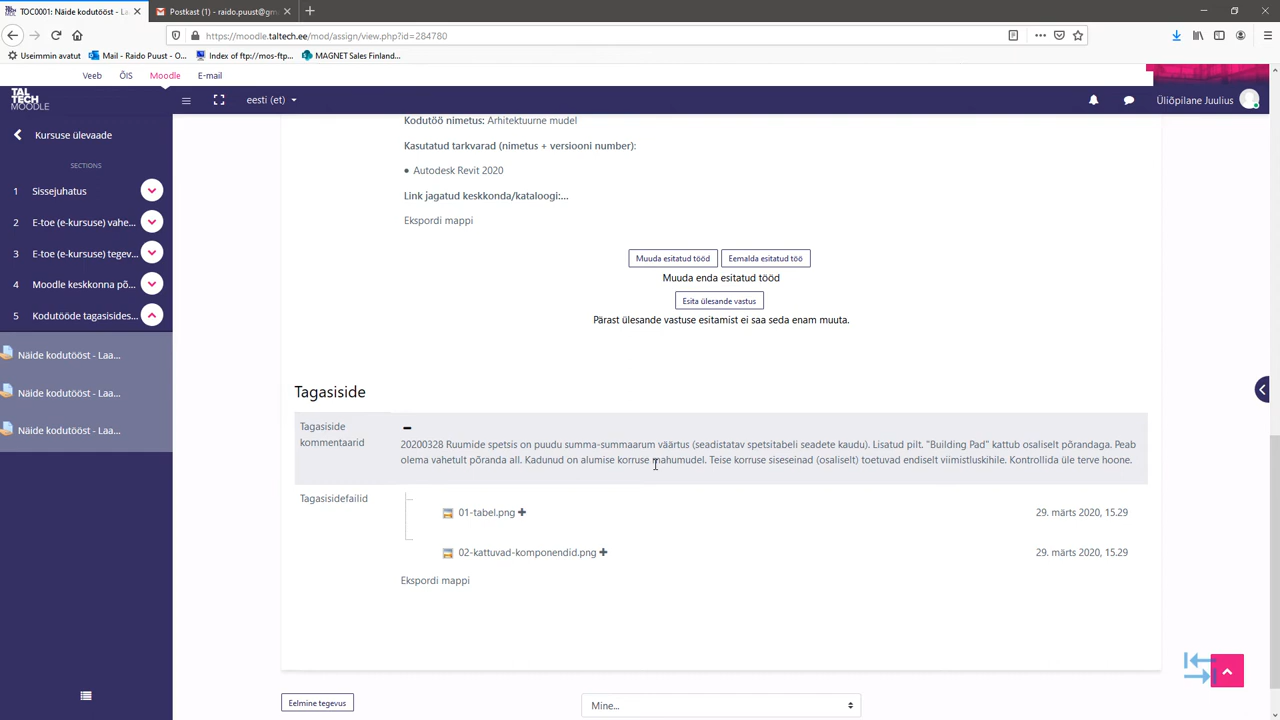 TOC0001: Näide kodutööst - La
Postkast (1) - raido.puust@gm
https://moodle.taltech.ee/mod/assign/view.php?id=284780
Useimmin avatut
Mail - Raido Puust - O...
Index of ftp://mos-ftp...
MAGNET Sales Finland...
Veeb
ÕIS
Moodle
E-mail
TAL
TECH
MOODLE
eesti (et)
Üliõpilane Juulius
Kursuse ülevaade
SECTIONS
1 Sissejuhatus
2 E-toe (e-kursuse) vahe...
3 E-toe (e-kursuse) tegev...
4 Moodle keskkonna põ...
5 Kodutööde tagasisides...
Näide kodutööst - Laa...
Näide kodutööst - Laa...
Näide kodutööst - Laa...
Kodutöö nimetus: Arhitektuurne mudel
Kasutatud tarkvarad (nimetus + versiooni number):
• Autodesk Revit 2020
Link jagatud keskkonda/kataloogi:...
Ekspordi mappi
Muuda esitatud tööd
Eemalda esitatud töö
Muuda enda esitatud tööd
Esita ülesande vastus
Pärast ülesande vastuse esitamist ei saa seda enam muuta.
Tagasiside
Tagasiside
kommentaarid
20200328 Ruumide spetsis on puudu summa-summaarum väärtus (seadistatav spetsitabeli seadete kaudu). Lisatud pilt. "Building Pad" kattub osaliselt põrandaga. Peab
olema vahetult põranda all. Kadunud on alumise korruse mahumudel. Teise korruse siseseinad (osaliselt) toetuvad endiselt viimistluskihile. Kontrollida üle terve hoone.
Tagasisidefailid
01-tabel.png
29. märts 2020, 15.29
02-kattuvad-komponendid.png
29. märts 2020, 15.29
Ekspordi mappi
Eelmine tegevus
Mine...